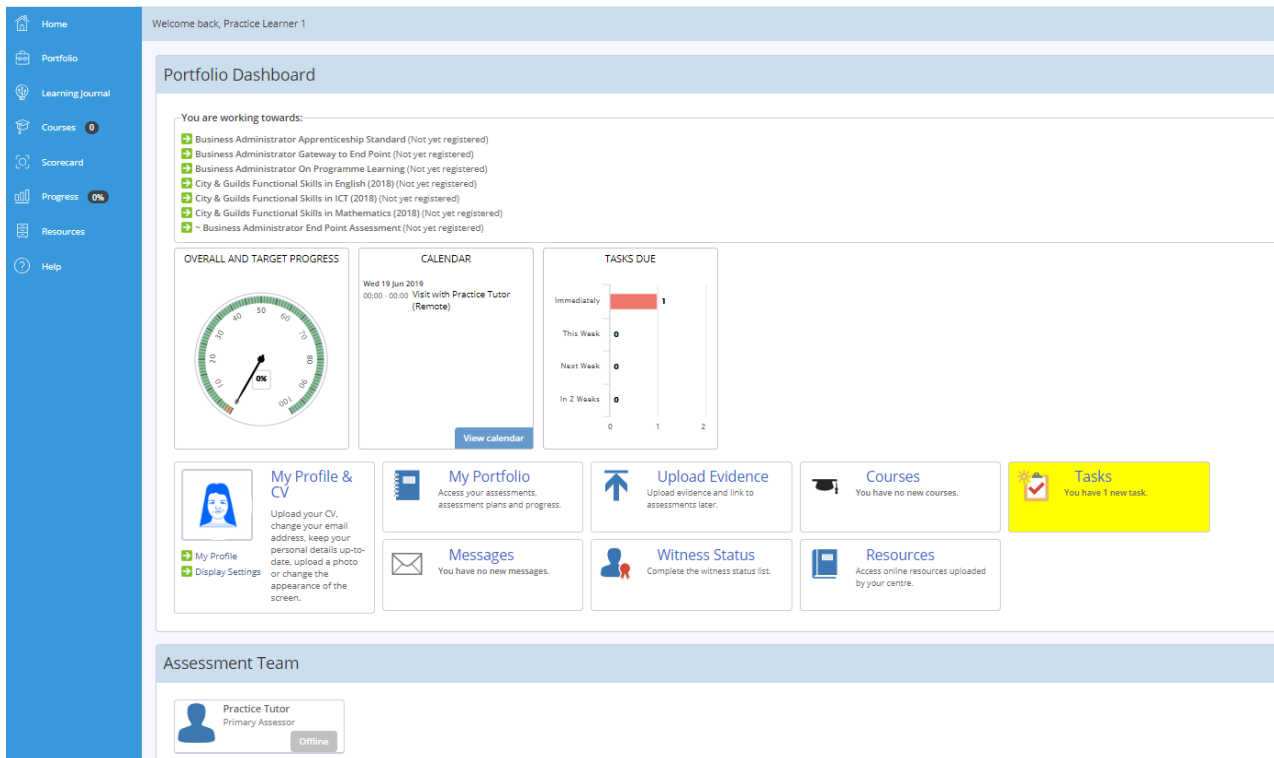 Home
Portfolio
Learning Journal
Courses 0
Scorecard
Progress 0%
Resources
Help
Welcome back, Practice Learner 1
Portfolio Dashboard
You are working towards:
Business Administrator Apprenticeship Standard (Not yet registered)
Business Administrator Gateway to End Point (Not yet registered)
Business Administrator On Programme Learning (Not yet registered)
City & Guilds Functional Skills in English (2018) (Not yet registered)
City & Guilds Functional Skills in ICT (2018) (Not yet registered)
City & Guilds Functional Skills in Mathematics (2018) (Not yet registered)
~ Business Administrator End Point Assessment (Not yet registered)
OVERALL AND TARGET PROGRESS
10
20
30
40
50
60
70
80
90
100
0%
CALENDAR
Wed 19 Jun 2019
00:00 - 00:00 Visit with Practice Tutor
(Remote)
View calendar
TASKS DUE
Immediately 1
This Week 0
Next Week 0
In 2 Weeks 0
0 1 2
My Profile &
CV
Upload your CV,
change your email
address, keep your
personal details up-to-
date, upload a photo
or change the
appearance of the
screen.
My Profile
Display Settings
My Portfolio
Access your assessments,
assessment plans and progress.
Upload Evidence
Upload evidence and link to
assessments later.
Courses
You have no new courses.
Tasks
You have 1 new task.
Messages
You have no new messages.
Witness Status
Complete the witness status list.
Resources
Access online resources uploaded
by your centre.
Assessment Team
Practice Tutor
Primary Assessor
Offline